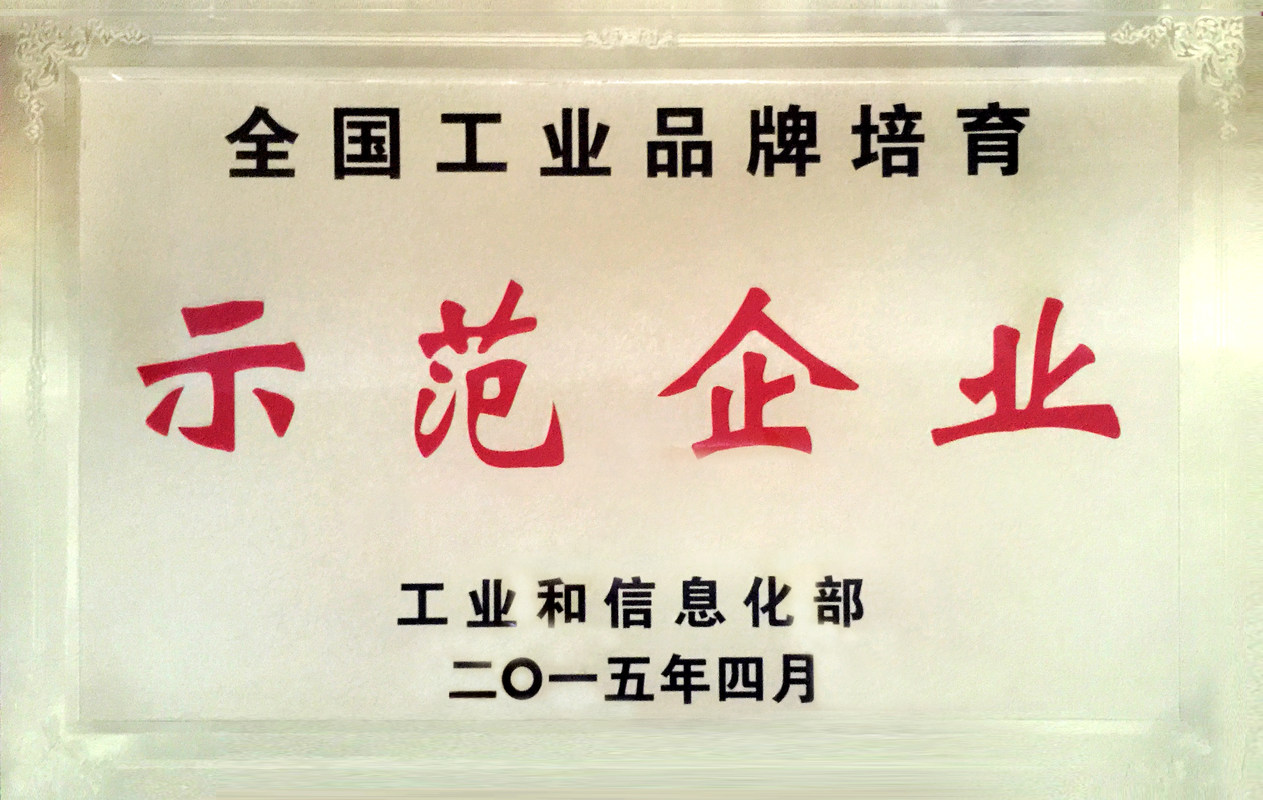 全国工业品牌培育
示范企业
工业和信息化部
二〇一五年四月